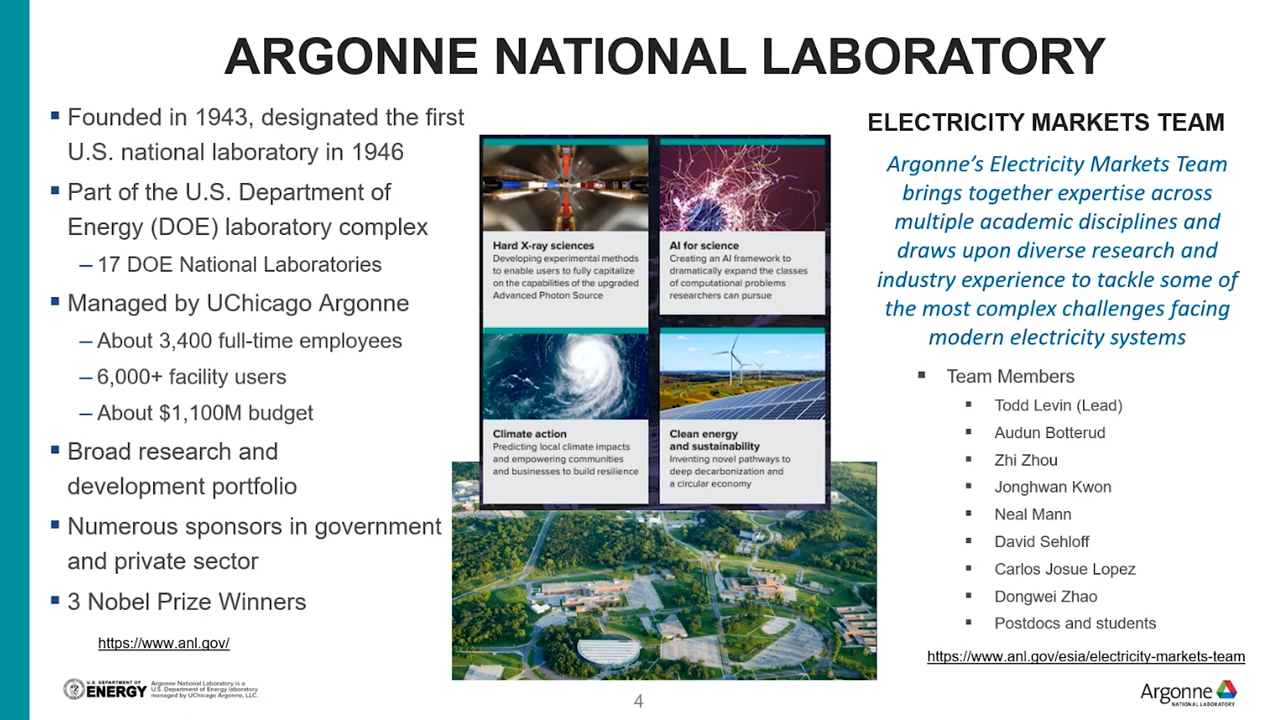 ARGONNE NATIONAL LABORATORY
▪ Founded in 1943, designated the first
U.S. national laboratory in 1946
▪ Part of the U.S. Department of
Energy (DOE) laboratory complex
– 17 DOE National Laboratories
▪ Managed by UChicago Argonne
– About 3,400 full-time employees
– 6,000+ facility users
– About $1,100M budget
▪ Broad research and
development portfolio
▪ Numerous sponsors in government
and private sector
▪ 3 Nobel Prize Winners
https://www.anl.gov/
Hard X-ray sciences
Developing experimental methods
to enable users to fully capitalize
on the capabilities of the upgraded
Advanced Photon Source
AI for science
Creating an AI framework to
dramatically expand the classes
of computational problems
researchers can pursue
Climate action
Predicting local climate impacts
and empowering communities
and businesses to build resilience
Clean energy
and sustainability
Inventing novel pathways to
deep decarbonization and
a circular economy
ELECTRICITY MARKETS TEAM
Argonne’s Electricity Markets Team
brings together expertise across
multiple academic disciplines and
draws upon diverse research and
industry experience to tackle some of
the most complex challenges facing
modern electricity systems
▪ Team Members
▪ Todd Levin (Lead)
▪ Audun Botterud
▪ Zhi Zhou
▪ Jonghwan Kwon
▪ Neal Mann
▪ David Sehloff
▪ Carlos Josue Lopez
▪ Dongwei Zhao
▪ Postdocs and students
https://www.anl.gov/esia/electricity-markets-team
U.S. DEPARTMENT OF
ENERGY
Argonne National Laboratory is a
U.S. Department of Energy laboratory
managed by UChicago Argonne, LLC.
4
Argonne
NATIONAL LABORATORY